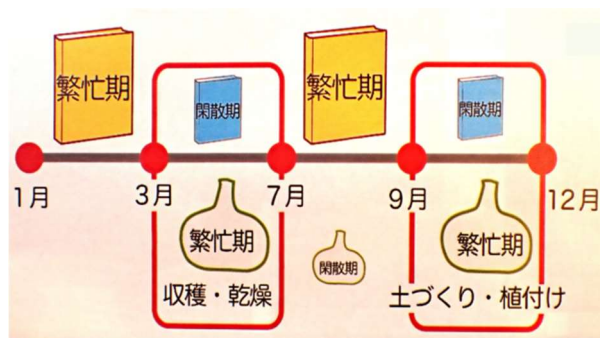 繁忙期
閑散期
繁忙期
閑散期
1月
3月
7月
9月
12月
繁忙期
閑散期
繁忙期
収穫・乾燥
土づくり・植付け